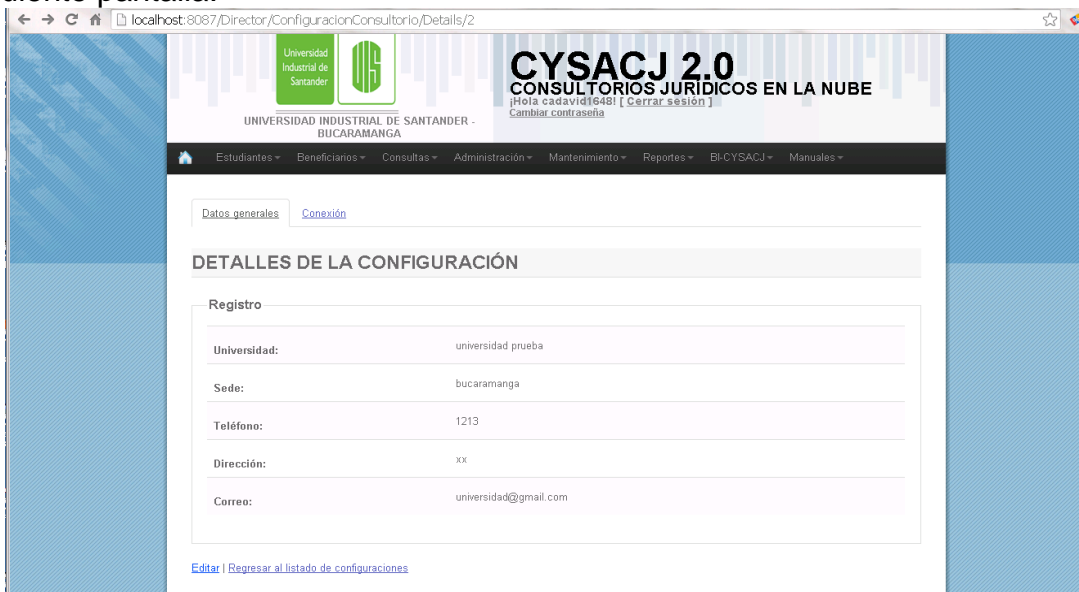 diente pantalla.
localhost:8087/Director/ConfiguracionConsultorio/Details/2
Universidad
Industrial de
Santander
UIS
UNIVERSIDAD INDUSTRIAL DE SANTANDER -
BUCARAMANGA
CYSACJ 2.0
CONSULTORIOS JURIDICOS EN LA NUBE
¡Hola cadavid1648! [ Cerrar sesión ]
Cambiar contraseña
Estudiantes Beneficiarios Consultas Administración Mantenimiento Reportes BI-CYSACJ Manuales
Datos generales Conexión
DETALLES DE LA CONFIGURACIÓN
Registro
Universidad: universidad prueba
Sede: bucaramanga
Teléfono: 1213
Dirección: xx
Correo: universidad@gmail.com
Editar | Regresar al listado de configuraciones